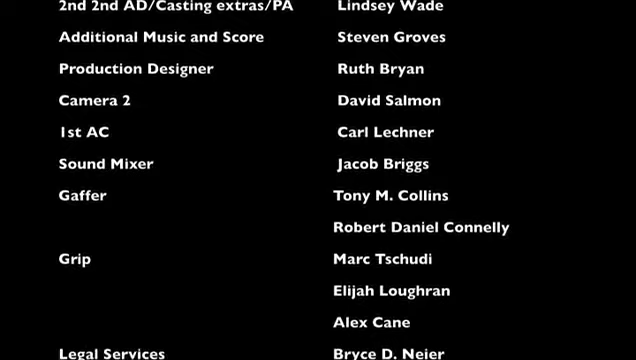 2nd 2nd AD/Casting extras/PA Lindsey Wade
Additional Music and Score Steven Groves
Production Designer Ruth Bryan
Camera 2 David Salmon
1st AC Carl Lechner
Sound Mixer Jacob Briggs
Gaffer Tony M. Collins
Robert Daniel Connelly
Grip Marc Tschudi
Elijah Loughran
Alex Cane
Legal Services Bryce D. Neier